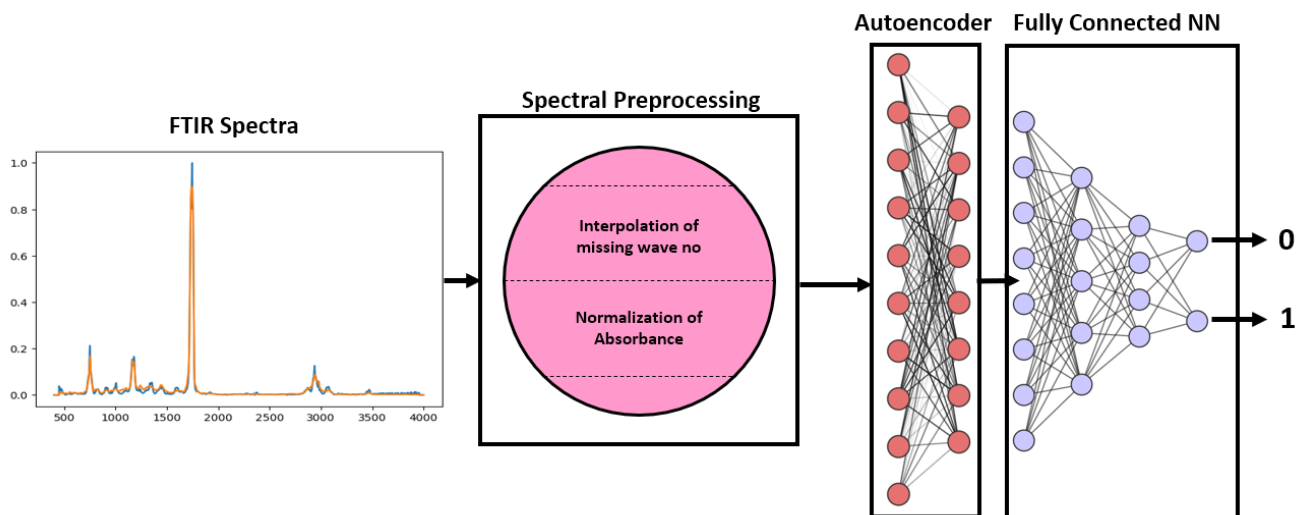 Autoencoder
Fully Connected NN
Spectral Preprocessing
FTIR Spectra
1.0
0.8
0.6
0.4
0.2
0.0
500
1000
1500
2000
2500
3000
3500
4000
Interpolation of
missing wave no
Normalization of
Absorbance
0
1